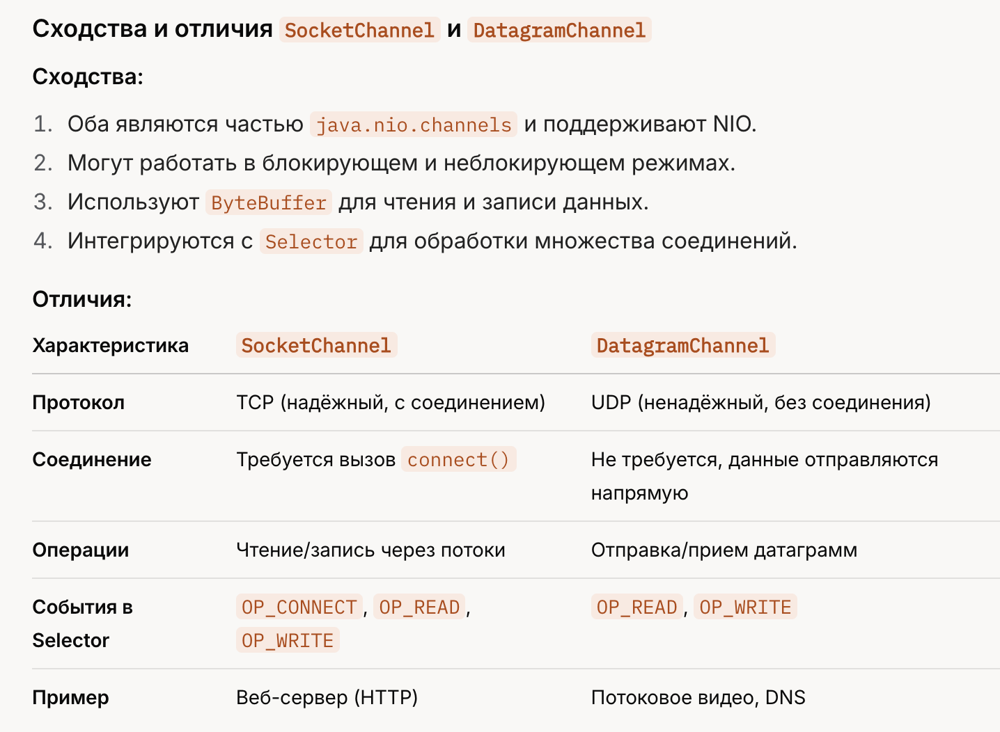 Сходства и отличия SocketChannel и DatagramChannel
Сходства:
1. Оба являются частью java.nio.channels и поддерживают NIO.
2. Могут работать в блокирующем и неблокирующем режимах.
3. Используют ByteBuffer для чтения и записи данных.
4. Интегрируются с Selector для обработки множества соединений.
Отличия:
Характеристика SocketChannel DatagramChannel
Протокол TCP (надёжный, с соединением) UDP (ненадёжный, без соединения)
Соединение Требуется вызов connect() Не требуется, данные отправляются
напрямую
Операции Чтение/запись через потоки Отправка/прием датаграмм
События в OP_CONNECT, OP_READ, OP_READ, OP_WRITE
Selector OP_WRITE
Пример Веб-сервер (HTTP) Потоковое видео, DNS